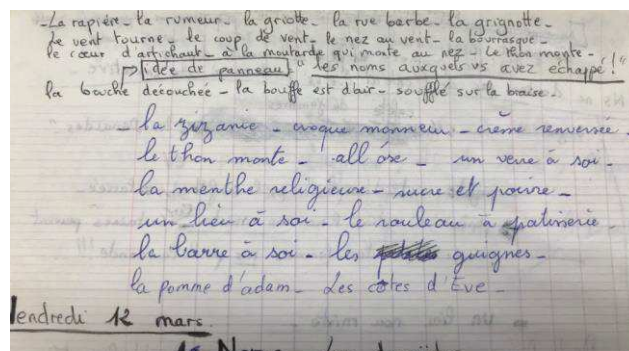 -La rapière - la rumeur - la griotte - la rue barbe - la grignotte -
Le vent tourne - le coup de vent - le nez au vent - la bourrasque -
le cœur d'artichaut - à la moutarde qui monte au nez - Le thon monte -
idée de panneau "les noms auxquels vs avez échappé!"
la bouche décousue - la bouffe est d'air - soufflé sur la braise -
- la zizanie - croque monneur - crème renversée
le thon monte - all ose - un verre à soi -
la menthe religieuse - sucre et poivre -
un lieu à soi - le rouleau à patisserie -
la barre à soi - les guignes -
la pomme d'adam - Les côtes d'Eve -
Vendredi 12 mars